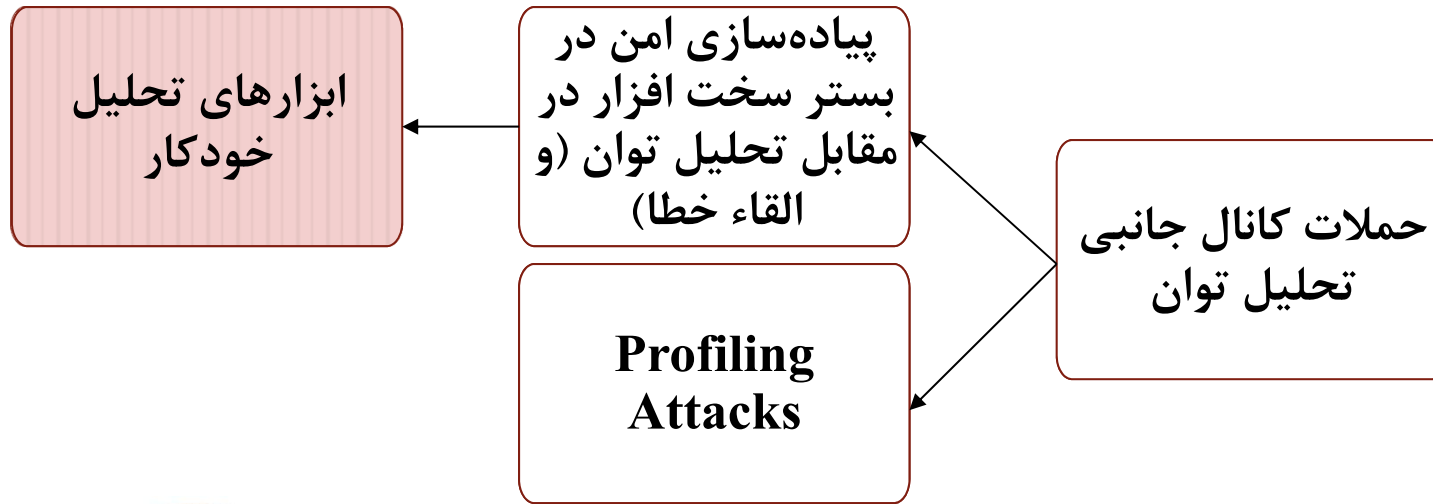 حملات کانال جانبی
تحلیل توان
پیاده‌سازی امن در
بستر سخت افزار در
مقابل تحلیل توان (و
القاء خطا)
ابزارهای تحلیل
خودکار
Profiling
Attacks